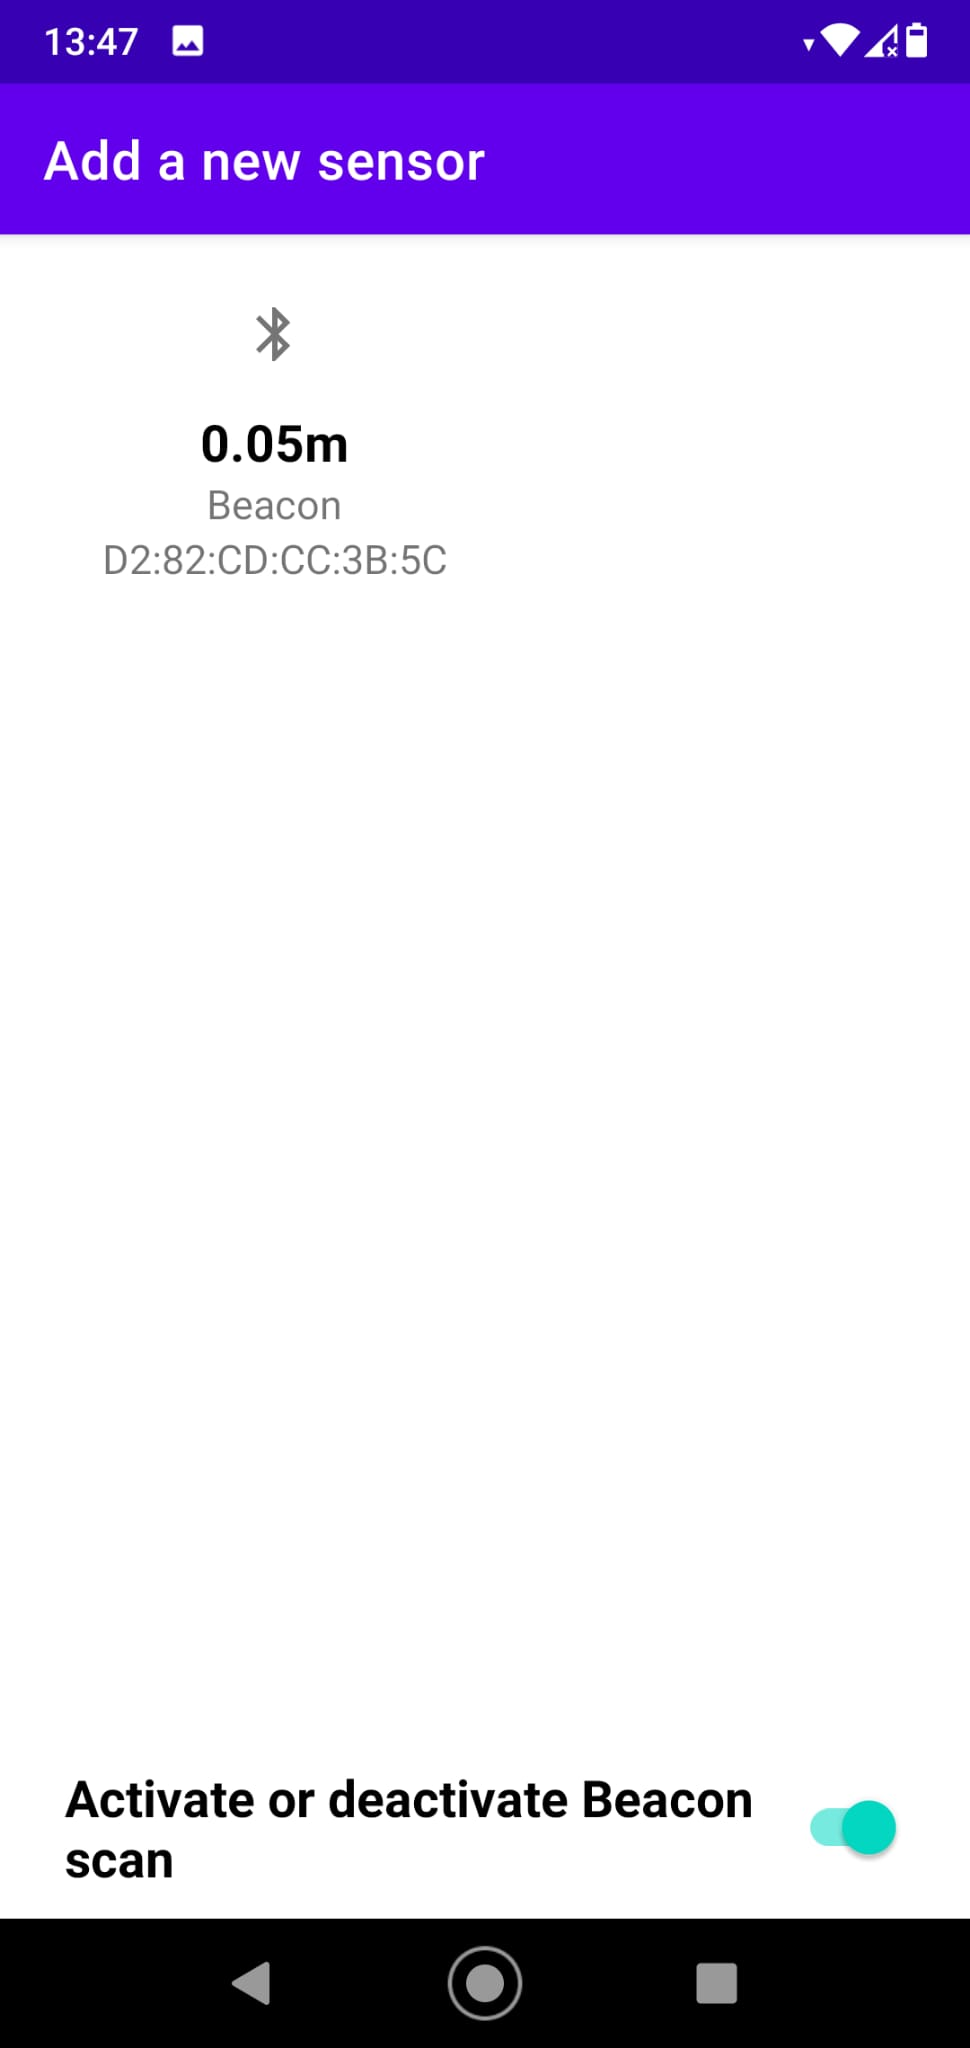 13:47
Add a new sensor
0.05m
Beacon
D2:82:CD:CC:3B:5C
Activate or deactivate Beacon
scan